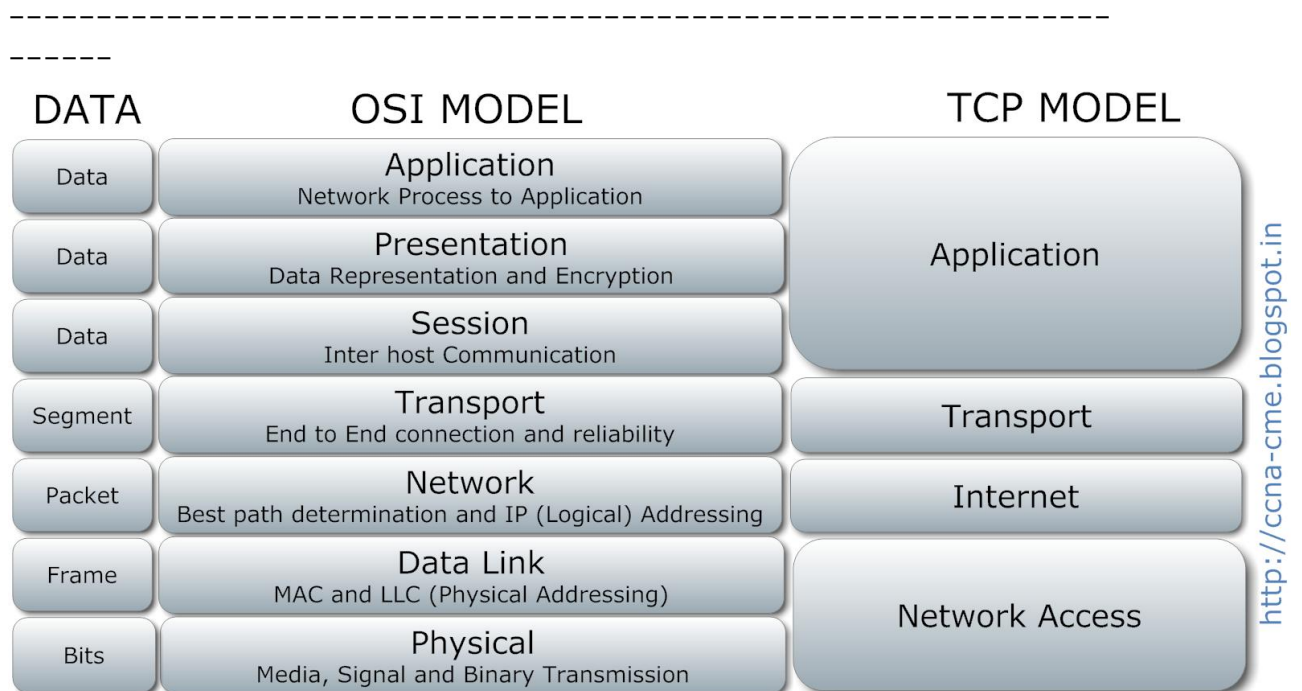 DATA OSI MODEL TCP MODEL
Data
Application
Network Process to Application
Data
Presentation
Data Representation and Encryption
Application
Data
Session
Inter host Communication
Segment
Transport
End to End connection and reliability
Transport
Packet
Network
Best path determination and IP (Logical) Addressing
Internet
Frame
Data Link
MAC and LLC (Physical Addressing)
Network Access
Bits
Physical
Media, Signal and Binary Transmission
http://ccna-cme.blogspot.in